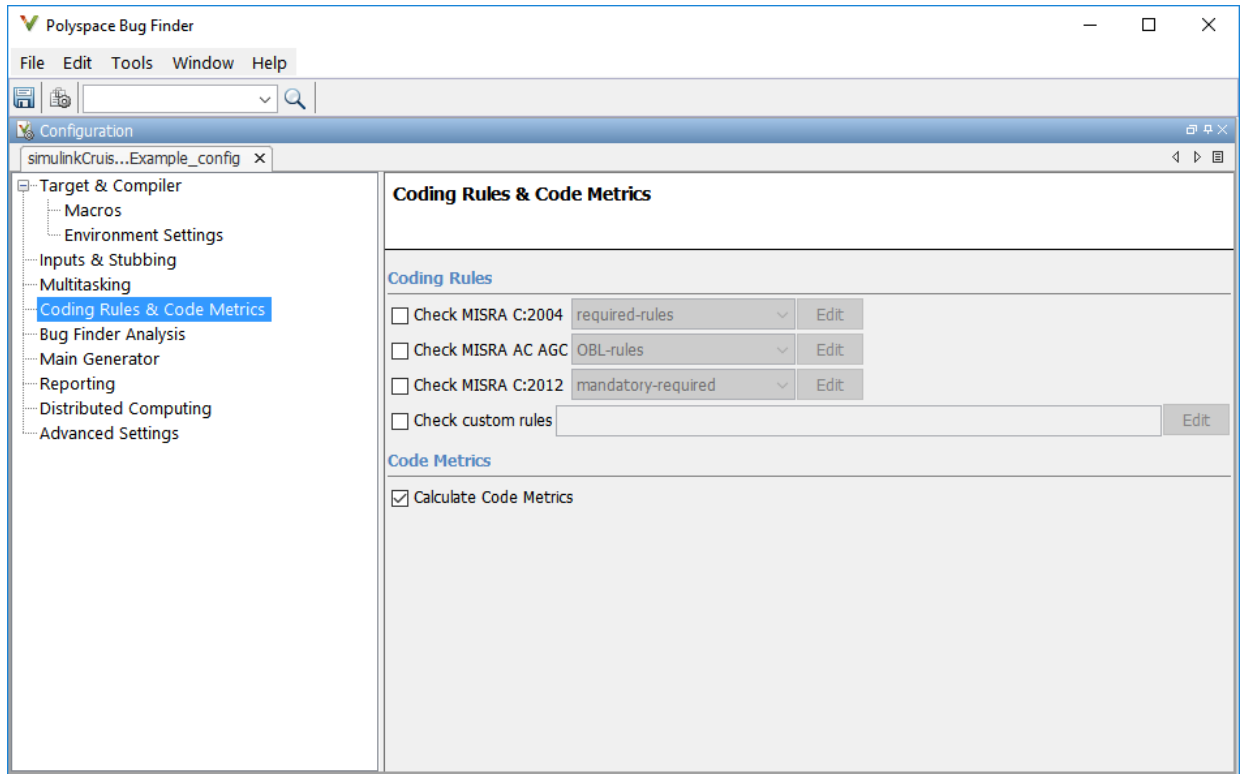 Polyspace Bug Finder
File Edit Tools Window Help
Configuration
simulinkCruis...Example_config
Target & Compiler
Macros
Environment Settings
Inputs & Stubbing
Multitasking
Coding Rules & Code Metrics
Bug Finder Analysis
Main Generator
Reporting
Distributed Computing
Advanced Settings
Coding Rules & Code Metrics
Coding Rules
Check MISRA C:2004 required-rules Edit
Check MISRA AC AGC OBL-rules Edit
Check MISRA C:2012 mandatory-required Edit
Check custom rules Edit
Code Metrics
Calculate Code Metrics